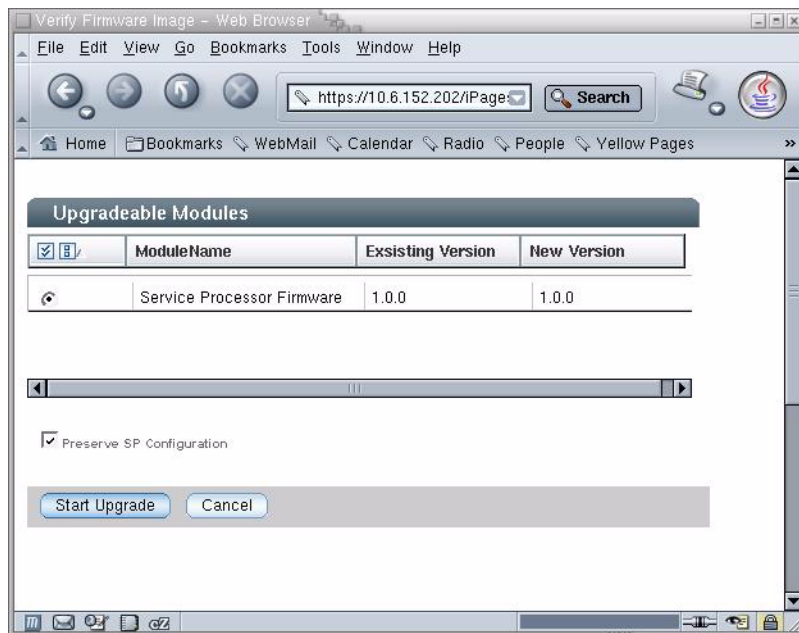 Verify Firmware Image – Web Browser
File Edit View Go Bookmarks Tools Window Help
https://10.6.152.202/iPage Search
Home Bookmarks WebMail Calendar Radio People Yellow Pages
Upgradeable Modules
ModuleName Exsisting Version New Version
Service Processor Firmware 1.0.0 1.0.0
Preserve SP Configuration
Start Upgrade Cancel